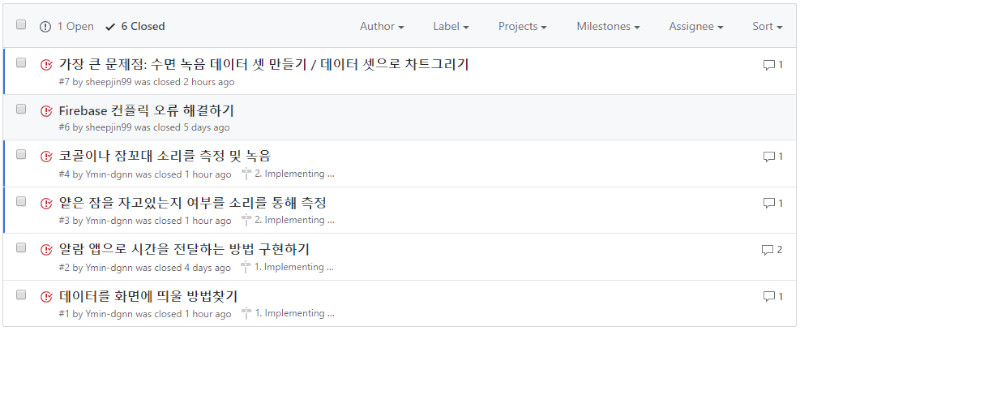 1 Open 6 Closed Author Label Projects Milestones Assignee Sort
가장 큰 문제점: 수면 녹음 데이터 셋 만들기 / 데이터 셋으로 차트그리기 1
#7 by sheepjin99 was closed 2 hours ago
Firebase 컨플릭 오류 해결하기
#6 by sheepjin99 was closed 5 days ago
코골이나 잠꼬대 소리를 측정 및 녹음 1
#4 by Ymin-dgnn was closed 1 hour ago 2. Implementing ...
얕은 잠을 자고있는지 여부를 소리를 통해 측정 1
#3 by Ymin-dgnn was closed 1 hour ago 2. Implementing ...
알람 앱으로 시간을 전달하는 방법 구현하기 2
#2 by Ymin-dgnn was closed 4 days ago 1. Implementing ...
데이터를 화면에 띄울 방법찾기 1
#1 by Ymin-dgnn was closed 1 hour ago 1. Implementing ...